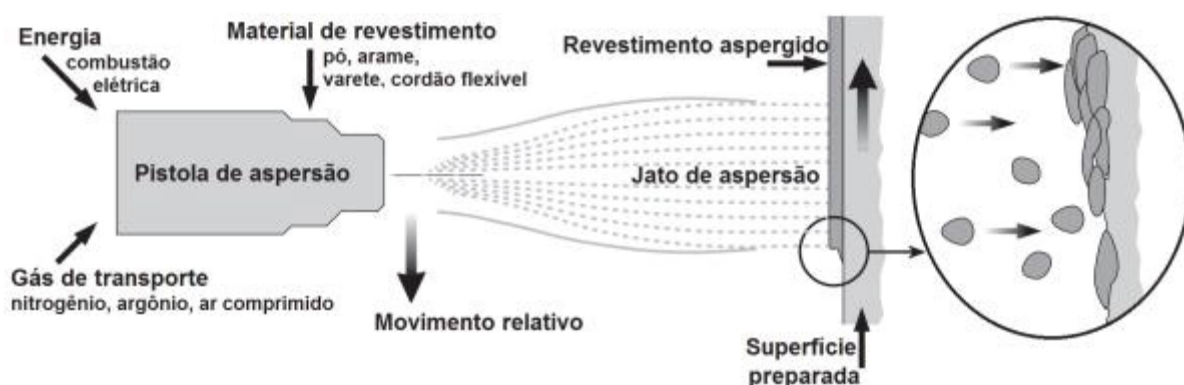 Energia
combustão
elétrica
Material de revestimento
pó, arame,
varete, cordão flexível
Pistola de aspersão
Gás de transporte
nitrogênio, argônio, ar comprimido
Movimento relativo
Revestimento aspergido
Jato de aspersão
Superfície
preparada